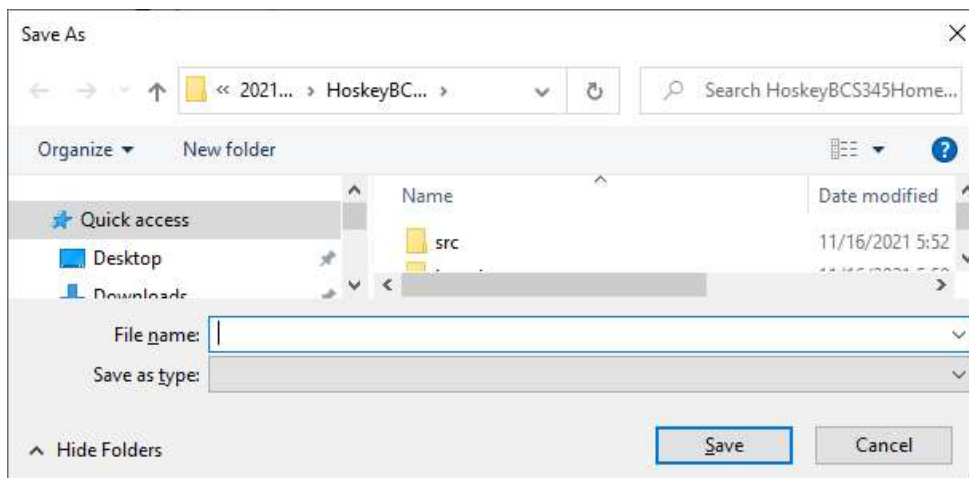 Save As
« 2021... › HoskeyBC... ›
Search HoskeyBCS345Home...
Organize
New folder
Name
Date modified
Quick access
src
11/16/2021 5:52
Desktop
Downloads
File name:
Save as type:
Hide Folders
Save
Cancel